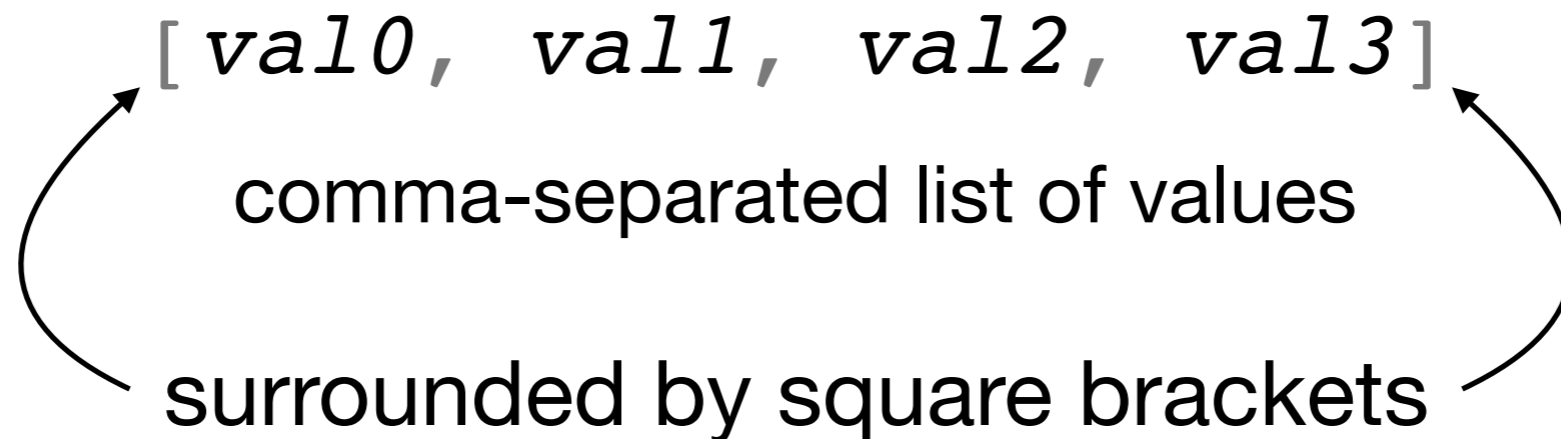 [val0, val1, val2, val3]
comma-separated list of values
surrounded by square brackets